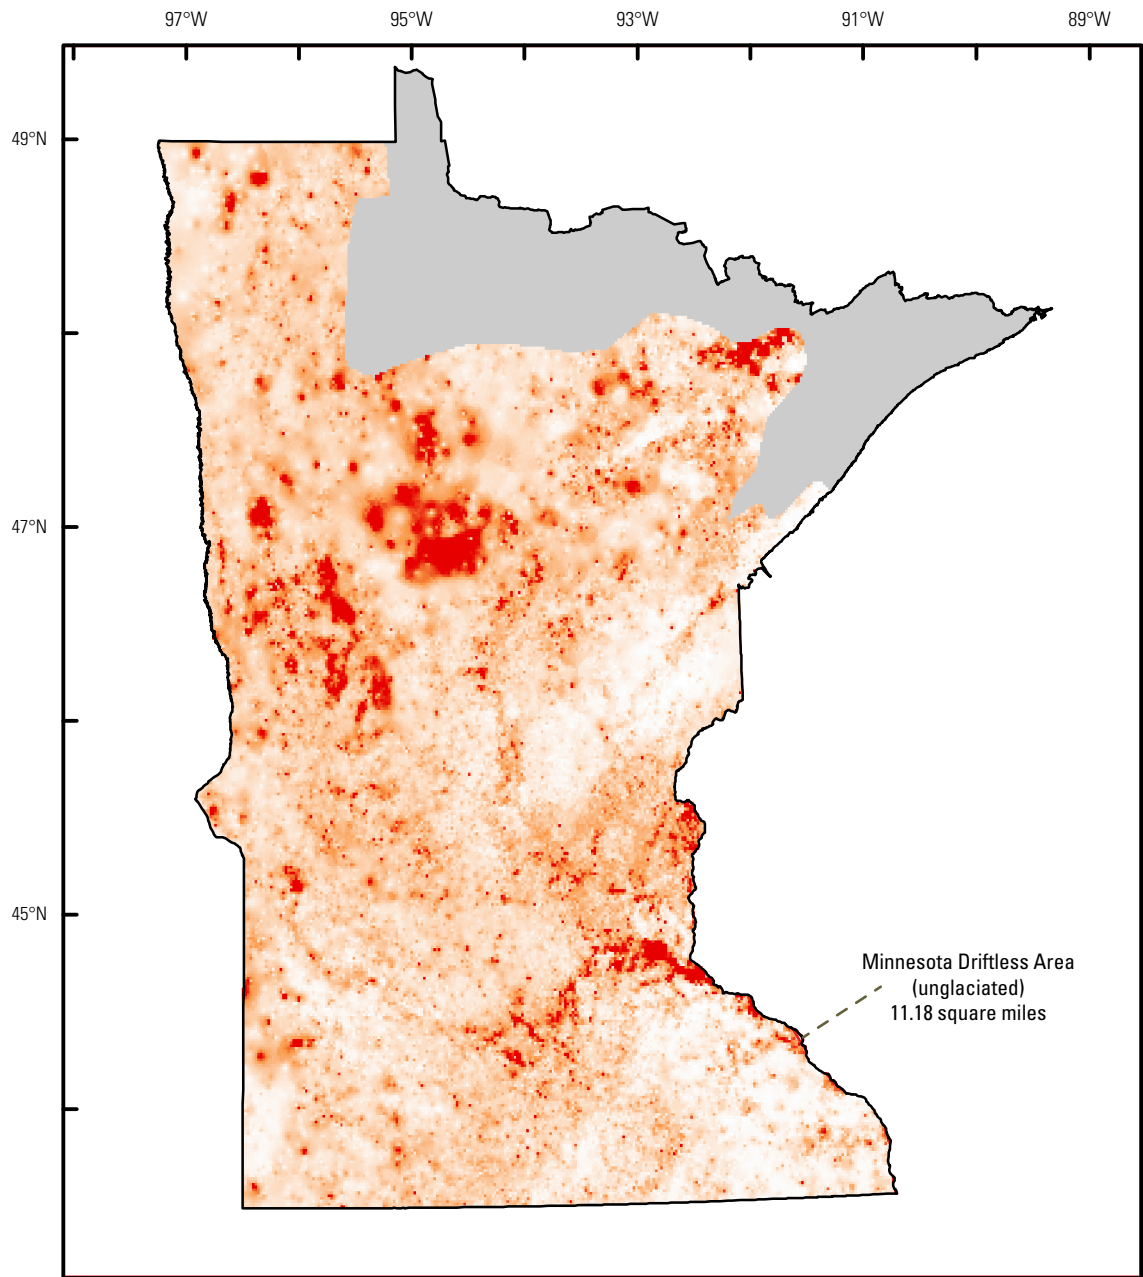 97°W 95°W 93°W 91°W 89°W
49°N
47°N
45°N
Minnesota Driftless Area
(unglaciated)
11.18 square miles